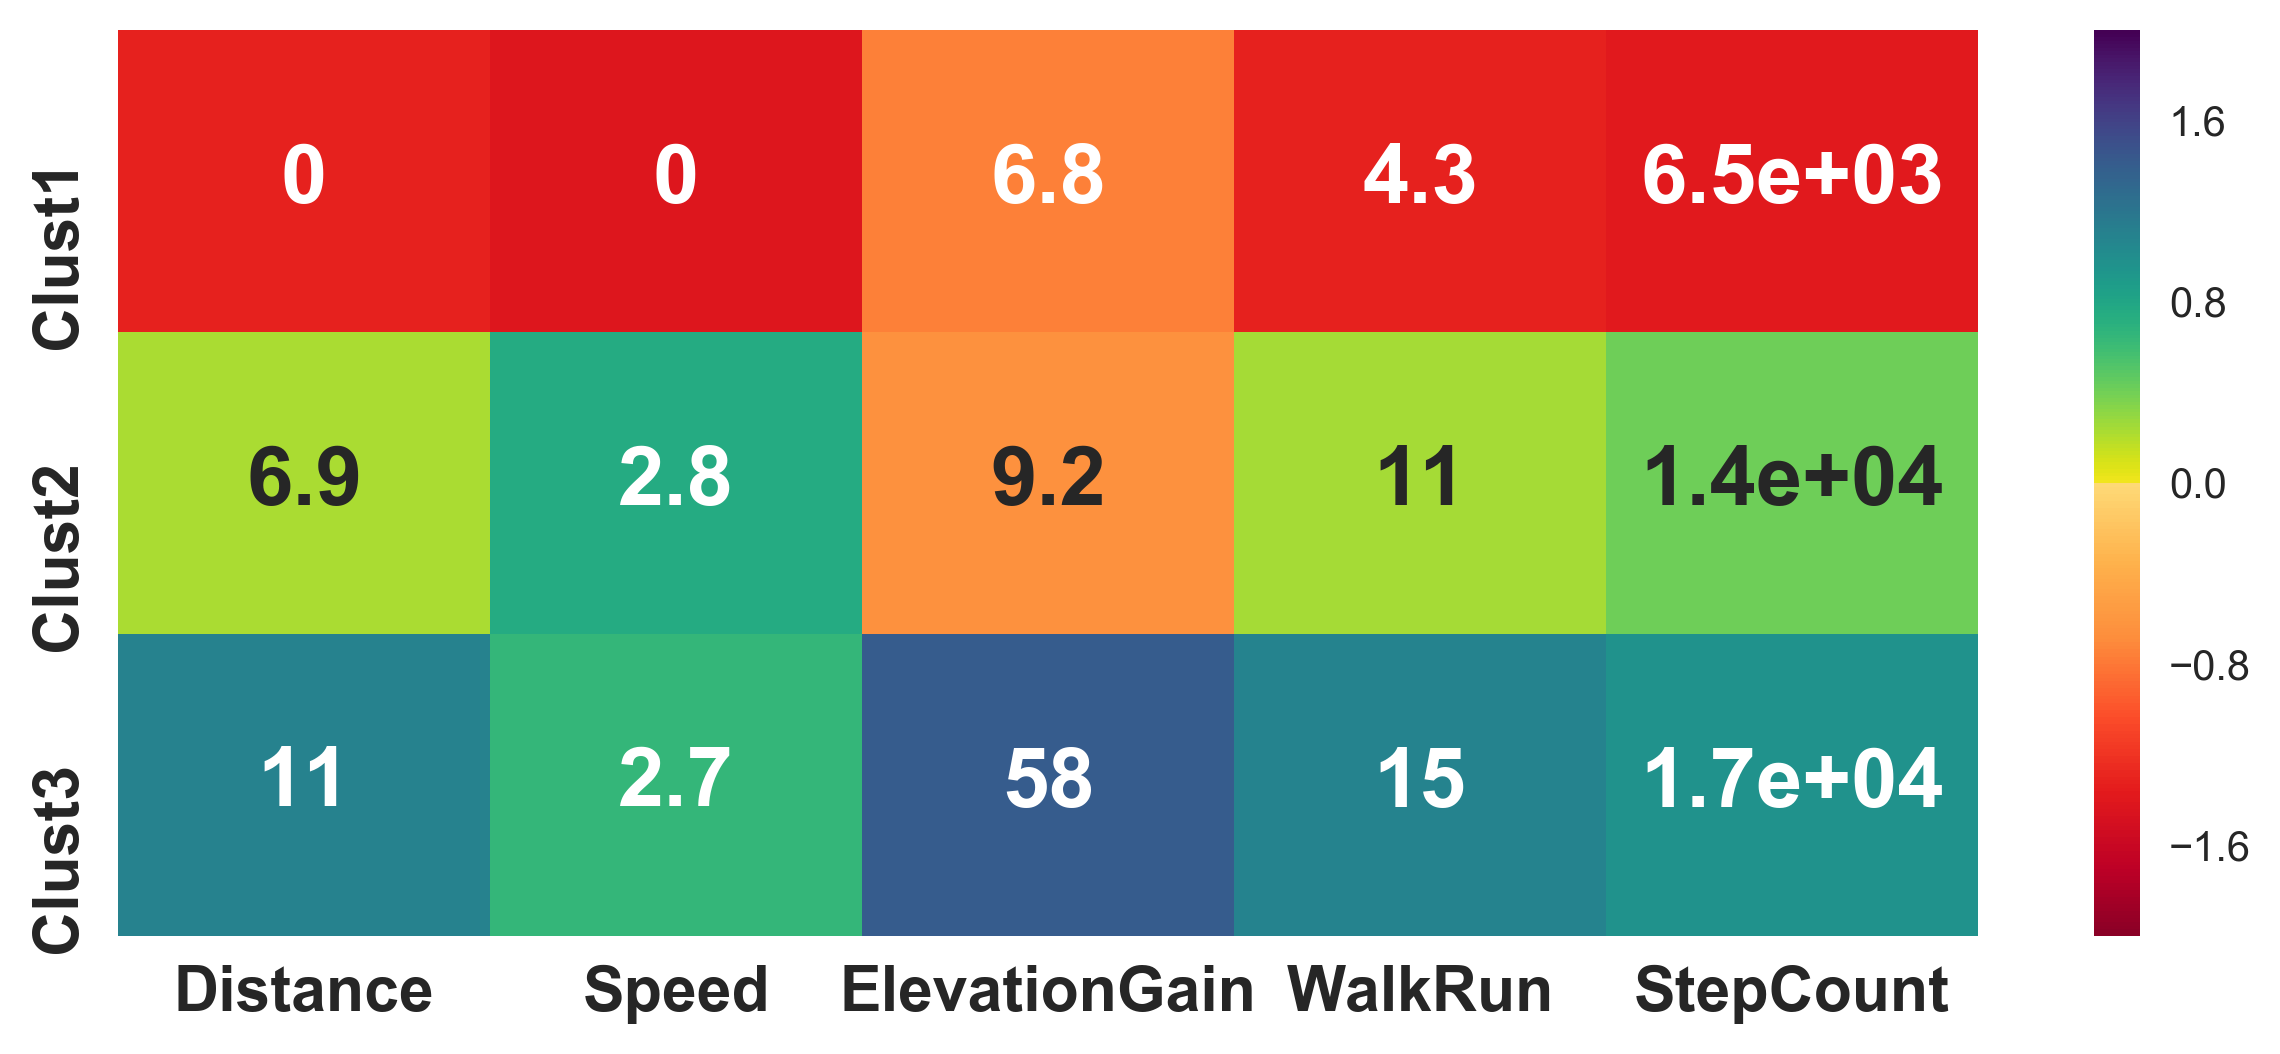 Clust1 0 0 6.8 4.3 6.5e+03
Clust2 6.9 2.8 9.2 11 1.4e+04
Clust3 11 2.7 58 15 1.7e+04
Distance Speed ElevationGain WalkRun StepCount
1.6
0.8
0.0
−0.8
−1.6